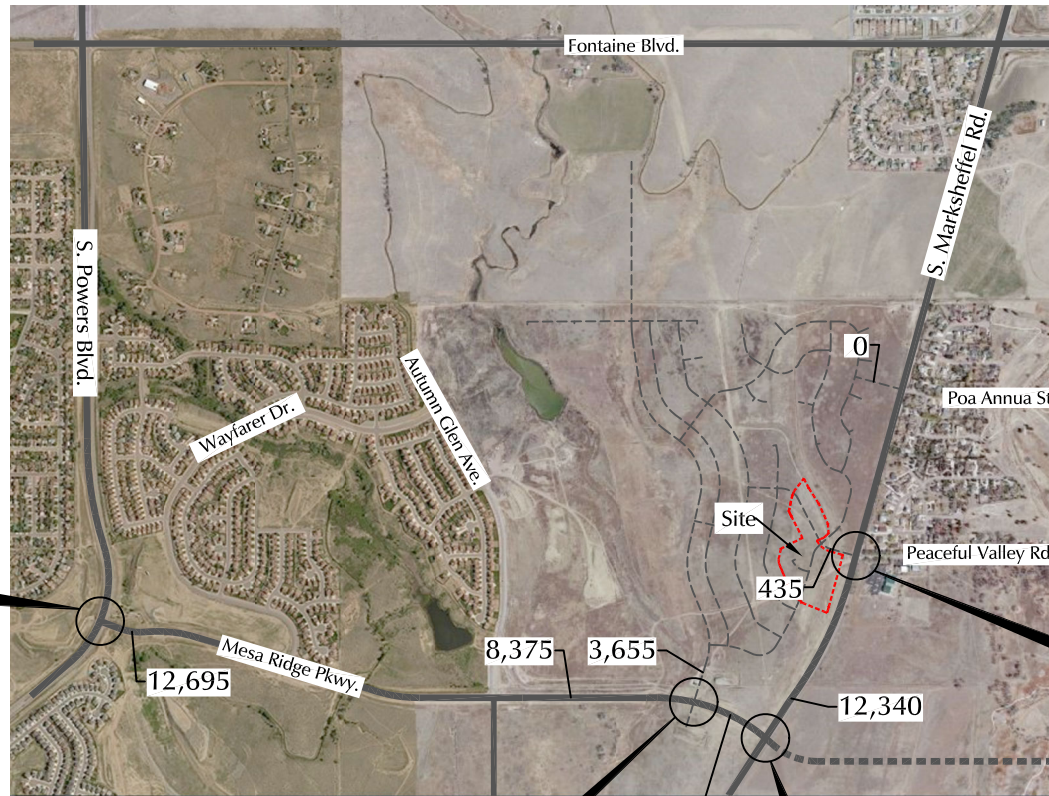 Fontaine Blvd.
S. Marksheffel Rd.
S. Powers Blvd.
0
Autumn Glen Ave.
Poa Annua St
Wayfarer Dr.
Site
Peaceful Valley Rd
435
8,375
3,655
Mesa Ridge Pkwy.
12,695
12,340